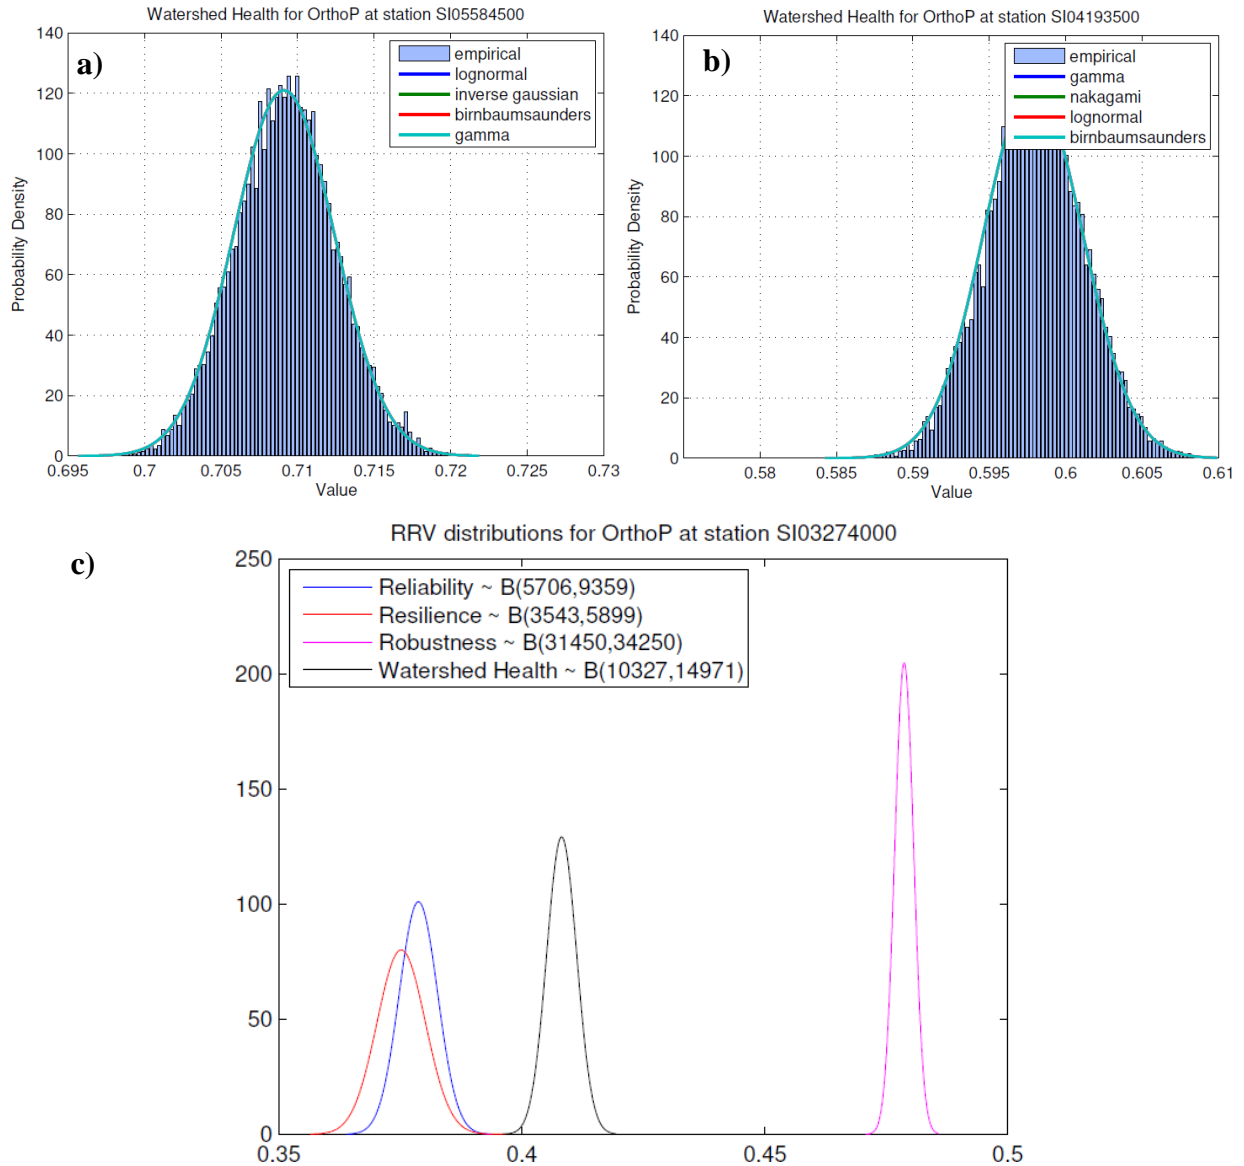 Watershed Health for OrthoP at station SI05584500
a)
140
120
100
80
60
40
20
0
Probability Density
empirical
lognormal
inverse gaussian
birnbaumsaunders
gamma
0.695 0.7 0.705 0.71 0.715 0.72 0.725 0.73
Value
Watershed Health for OrthoP at station SI04193500
b)
140
120
100
80
60
40
20
0
Probability Density
empirical
gamma
nakagami
lognormal
birnbaumsaunders
0.58 0.585 0.59 0.595 0.6 0.605 0.61
Value
RRV distributions for OrthoP at station SI03274000
c)
250
200
150
100
50
0
Reliability ~ B(5706,9359)
Resilience ~ B(3543,5899)
Robustness ~ B(31450,34250)
Watershed Health ~ B(10327,14971)
0.35 0.4 0.45 0.5